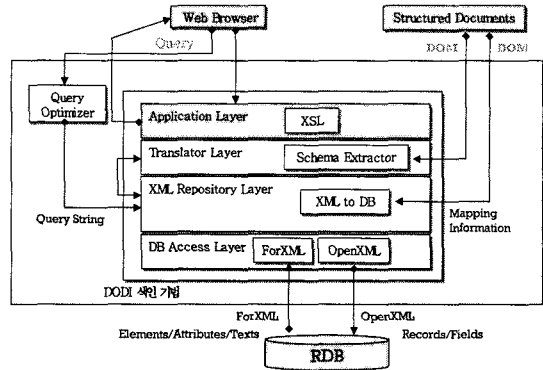 Web Browser
Structured Documents
Query
DOM
DOM
Query
Optimizer
Application Layer
XSL
Translator Layer
Schema Extractor
XML Repository Layer
XML to DB
Query String
Mapping
Information
DB Access Layer
ForXML
OpenXML
DODI 색인 기법
ForXML
OpenXML
Elements/Attributes/Texts
Records/Fields
RDB